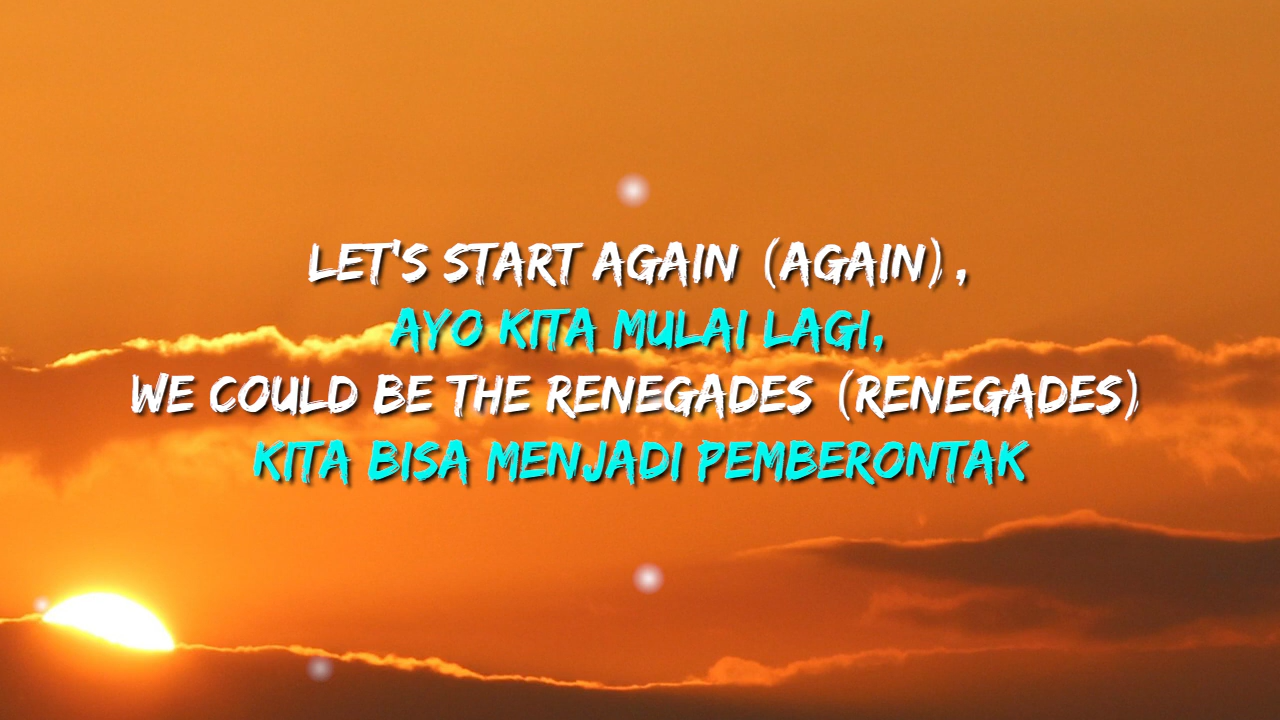 LET'S START AGAIN (AGAIN),
AYO KITA MULAI LAGI,
WE COULD BE THE RENEGADES (RENEGADES)
KITA BISA MENJADI PEMBERONTAK